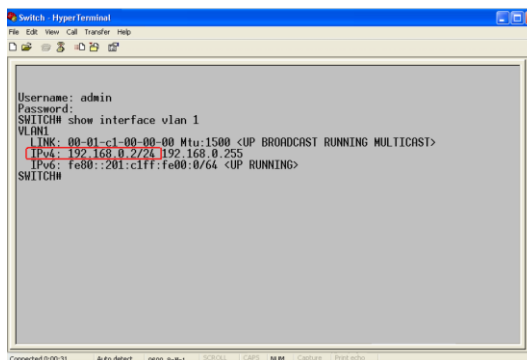 Switch - HyperTerminal
File Edit View Call Transfer Help
Username: admin
Password:
SWITCH# show interface vlan 1
VLAN1
LINK: 00-01-c1-00-00-00 Mtu:1500 <UP BROADCAST RUNNING MULTICAST>
IPv4: 192.168.0.2/24 192.168.0.255
IPv6: fe80::201:c1ff:fe00:0/64 <UP RUNNING>
SWITCH#
Connected 0:00:31 Auto detect SCROLL CAPS NUM Capture Print echo